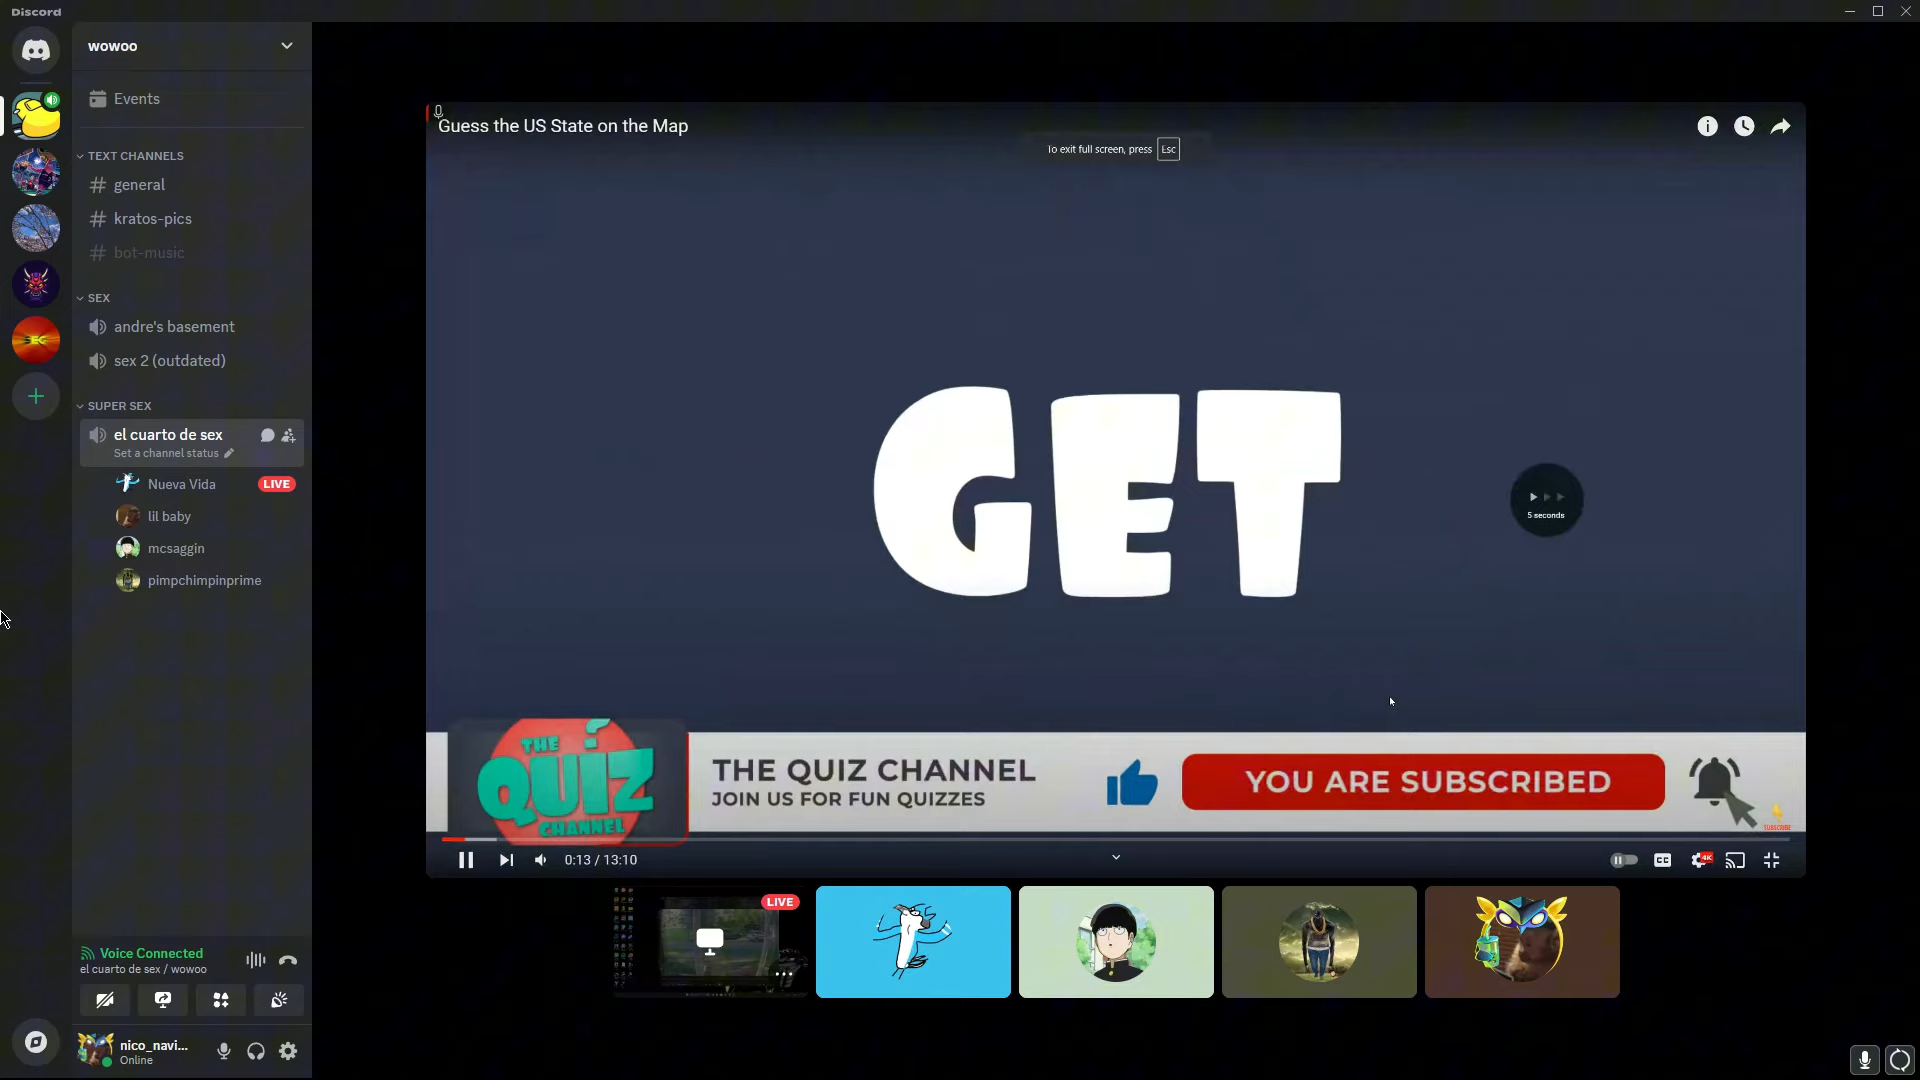 Discord
wowoo
Events
TEXT CHANNELS
general
kratos-pics
bot-music
SEX
andre's basement
sex 2 (outdated)
SUPER SEX
el cuarto de sex
Set a channel status
Nueva Vida
LIVE
lil baby
mcsaggin
pimpchimpinprime
Voice Connected
el cuarto de sex / wowoo
nico_navi...
Online
SEG
Guess the US State on the Map
To exit full screen, press Esc
GET
5 seconds
THE
?
QUIZ
CHANNEL
THE QUIZ CHANNEL
JOIN US FOR FUN QUIZZES
YOU ARE SUBSCRIBED
SUBSCRIBE
0:13 / 13:10
CC
4K
LIVE